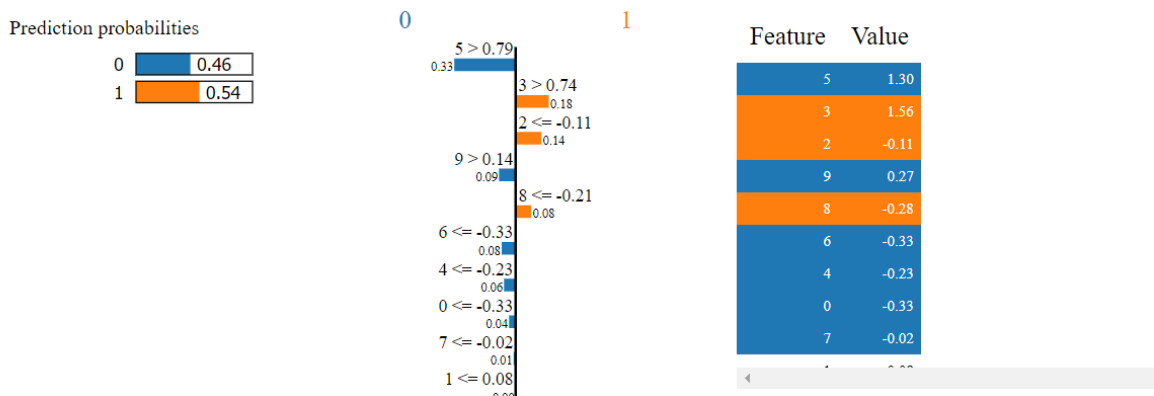 Prediction probabilities
0 0.46
1 0.54
0 1
5 > 0.79
0.33
3 > 0.74
0.18
2 <= -0.11
0.14
9 > 0.14
0.09
8 <= -0.21
0.08
6 <= -0.33
0.08
4 <= -0.23
0.06
0 <= -0.33
0.04
7 <= -0.02
0.01
1 <= 0.08
Feature Value
5 1.30
3 1.56
2 -0.11
9 0.27
8 -0.28
6 -0.33
4 -0.23
0 -0.33
7 -0.02